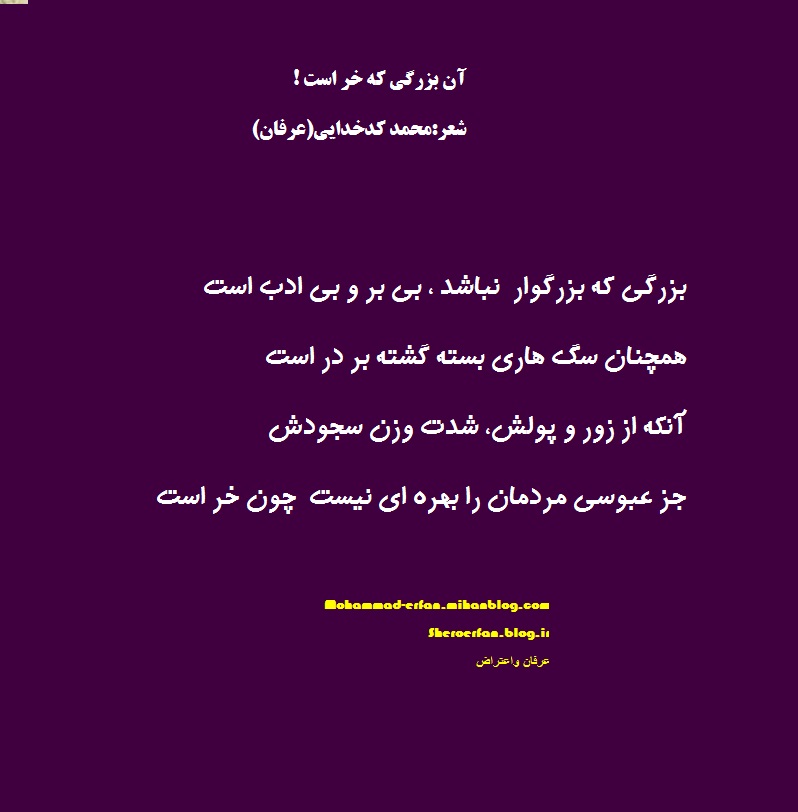 آن بزرگی که خر است !
شعر:محمد کدخدایی(عرفان)
بزرگی که بزرگوار نباشد ، بی بر و بی ادب است
همچنان سگ هاری بسته گشته بر در است
آنکه از زور و پولش، شدت وزن سجودش
جز عبوسی مردمان را بهره ای نیست چون خر است
Mohammad-erfan.mihanblog.com
Sheroerfan.blog.ir
عرفان واعتراض